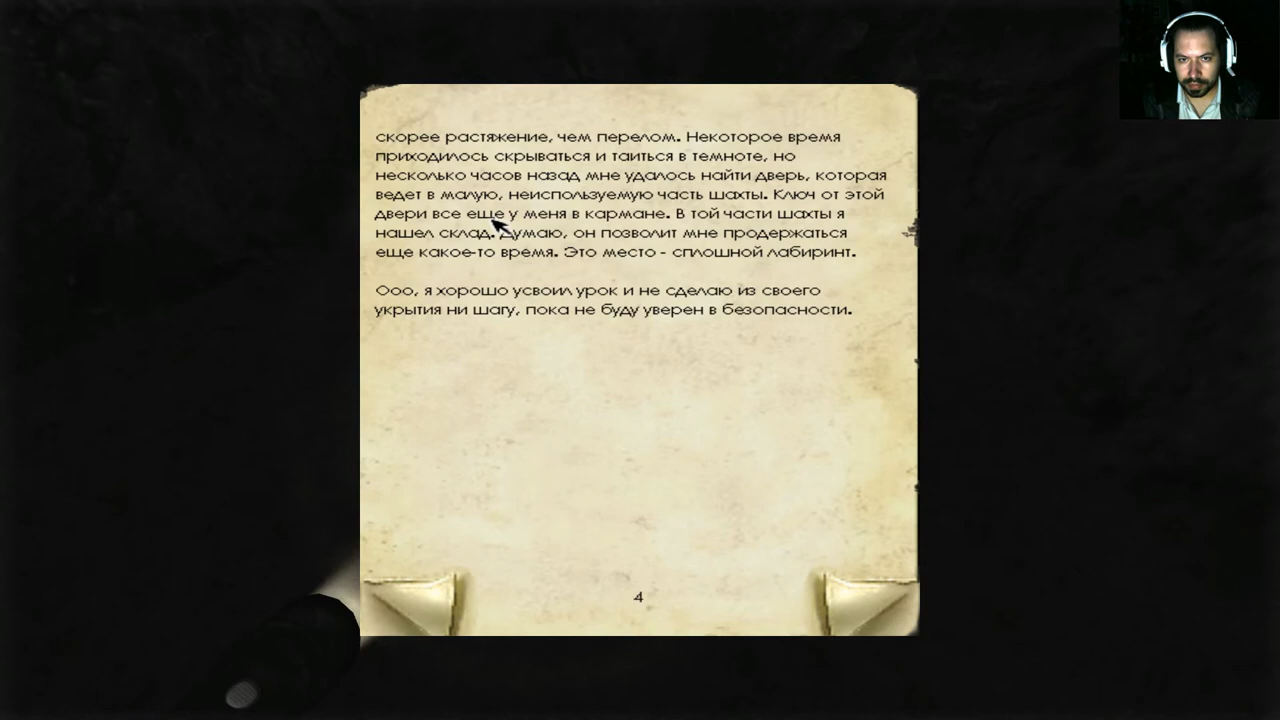 скорее растяжение, чем перелом. Некоторое время
приходилось скрываться и таиться в темноте, но
несколько часов назад мне удалось найти дверь, которая
ведет в малую, неиспользуемую часть шахты. Ключ от этой
двери все еще у меня в кармане. В той части шахты я
нашел склад. Думаю, он позволит мне продержаться
еще какое-то время. Это место - сплошной лабиринт.
Ооо, я хорошо усвоил урок и не сделаю из своего
укрытия ни шагу, пока не буду уверен в безопасности.
4